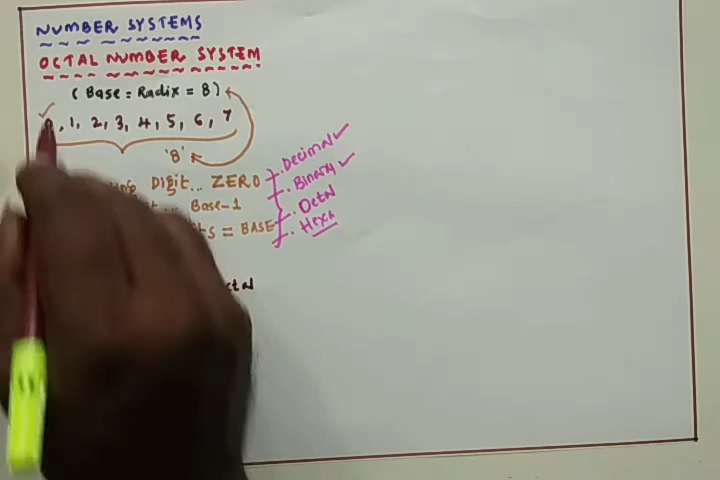 NUMBER SYSTEMS
OCTAL NUMBER SYSTEM
( Base = Radix = 8 )
0, 1, 2, 3, 4, 5, 6, 7
'8'
Digit... ZERO
Base-1
= BASE
. Decimal ✓
. Binary ✓
. Octal
. Hexa